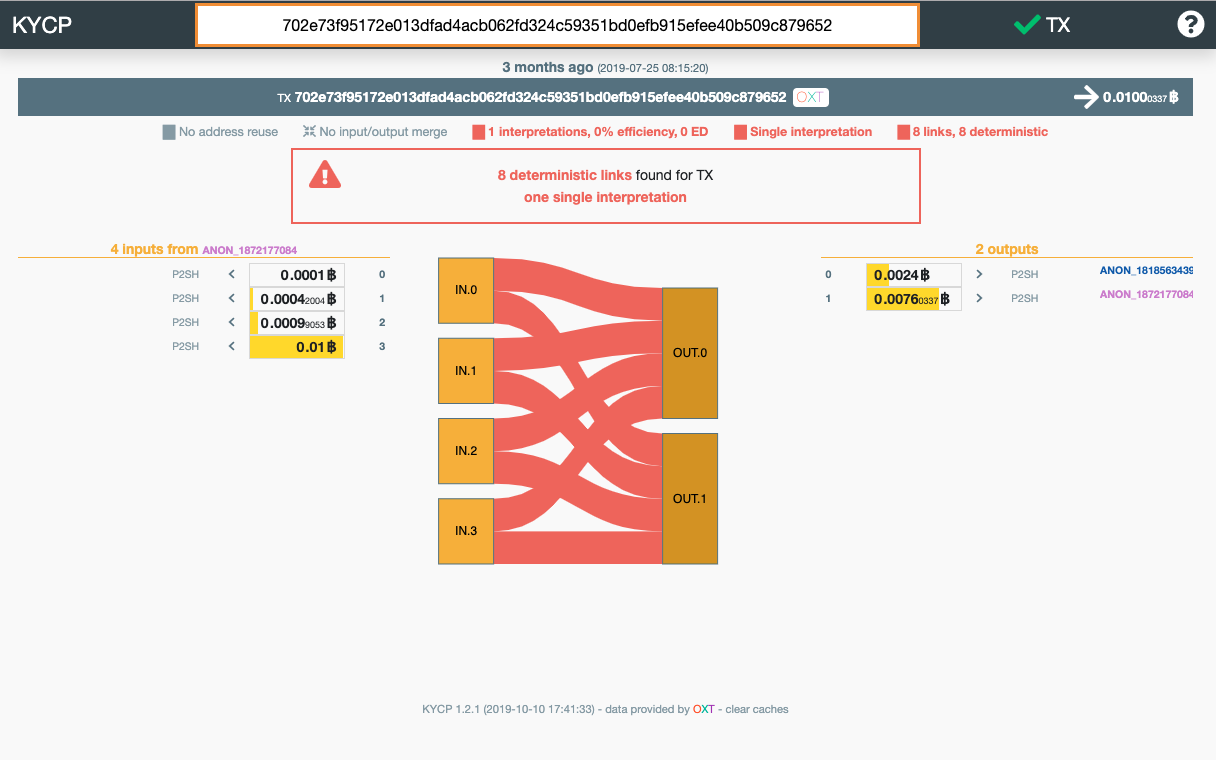 KYCP
702e73f95172e013dfad4acb062fd324c59351bd0efb915efee40b509c879652
TX
?
3 months ago (2019-07-25 08:15:20)
TX 702e73f95172e013dfad4acb062fd324c59351bd0efb915efee40b509c879652 OXT
0.01000337 ₿
No address reuse
No input/output merge
1 interpretations, 0% efficiency, 0 ED
Single interpretation
8 links, 8 deterministic
8 deterministic links found for TX
one single interpretation
4 inputs from ANON_1872177084
P2SH < 0.0001 ₿ 0
P2SH < 0.00042004 ₿ 1
P2SH < 0.00099053 ₿ 2
P2SH < 0.01 ₿ 3
IN.0
IN.1
IN.2
IN.3
OUT.0
OUT.1
2 outputs
0 0.0024 ₿ > P2SH ANON_1818563439
1 0.00760337 ₿ > P2SH ANON_1872177084
KYCP 1.2.1 (2019-10-10 17:41:33) - data provided by OXT - clear caches